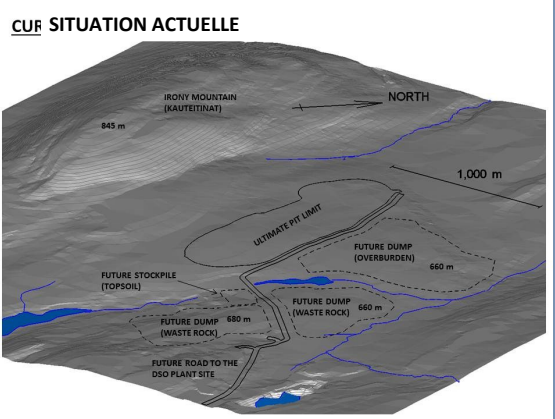 CUR SITUATION ACTUELLE
IRONY MOUNTAIN
(KAUTEITINAT)
NORTH
845 m
1,000 m
ULTIMATE PIT LIMIT
FUTURE DUMP
(OVERBURDEN)
660 m
FUTURE STOCKPILE
(TOPSOIL)
FUTURE DUMP
(WASTE ROCK)
660 m
680 m
FUTURE DUMP
(WASTE ROCK)
FUTURE ROAD TO THE
DSO PLANT SITE